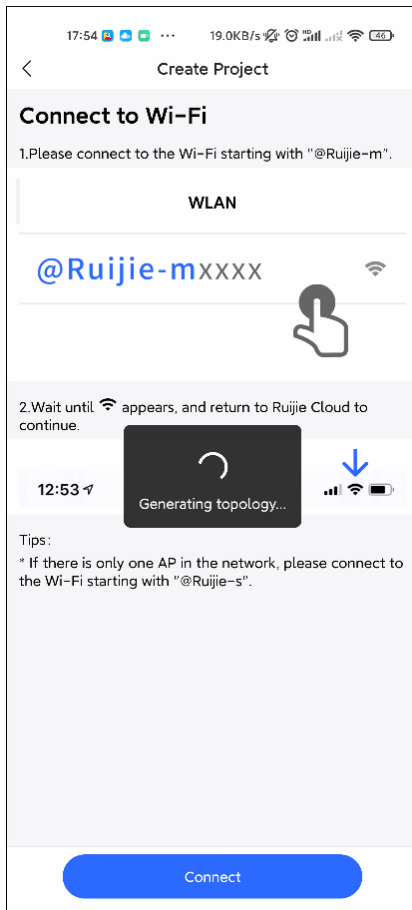 17:54 ··· 19.0KB/s HD 46
Create Project
Connect to Wi-Fi
1.Please connect to the Wi-Fi starting with "@Ruijie-m".
WLAN
@Ruijie-mxxxx
2.Wait until appears, and return to Ruijie Cloud to
continue.
Generating topology...
12:53
Tips:
* If there is only one AP in the network, please connect to
the Wi-Fi starting with "@Ruijie-s".
Connect